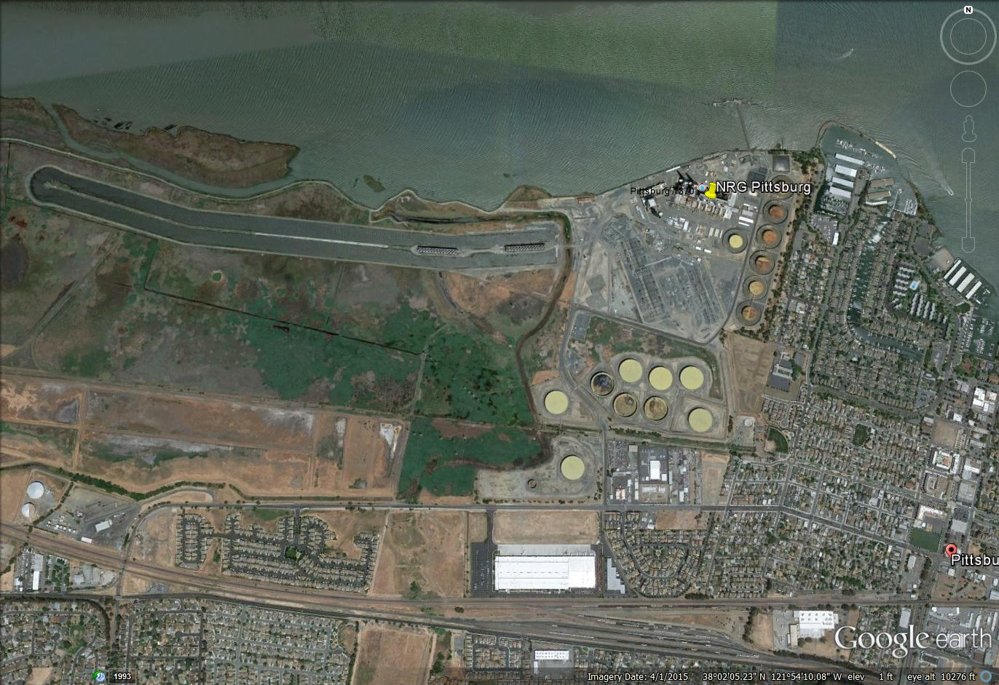 N
Pittsburg 1370
NRG Pittsburg
Pittsbu
Google earth
1993
Imagery Date: 4/1/2015 38°02'05.23" N 121°54'10.08" W elev 1 ft eye alt 10276 ft